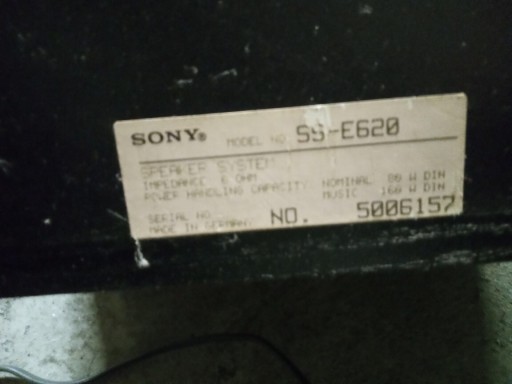 SONY® MODEL NO. SS-E620
SPEAKER SYSTEM
IMPEDANCE 6 OHM
POWER HANDLING CAPACITY NOMINAL 80 W DIN
MUSIC 160 W DIN
SERIAL NO. NO. 5006157
MADE IN GERMANY